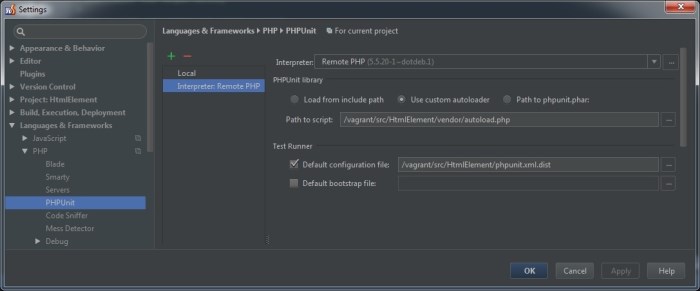 Settings
Languages & Frameworks ▸ PHP ▸ PHPUnit For current project
Appearance & Behavior
Editor
Plugins
Version Control
Project: HtmlElement
Build, Execution, Deployment
Languages & Frameworks
JavaScript
PHP
Blade
Smarty
Servers
PHPUnit
Code Sniffer
Mess Detector
Debug
Local
Interpreter: Remote PHP
Interpreter: Remote PHP (5.5.20-1~dotdeb.1) ...
PHPUnit library
Load from include path Use custom autoloader Path to phpunit.phar:
Path to script: /vagrant/src/HtmlElement/vendor/autoload.php ...
Test Runner
Default configuration file: /vagrant/src/HtmlElement/phpunit.xml.dist ...
Default bootstrap file: ...
OK Cancel Apply Help